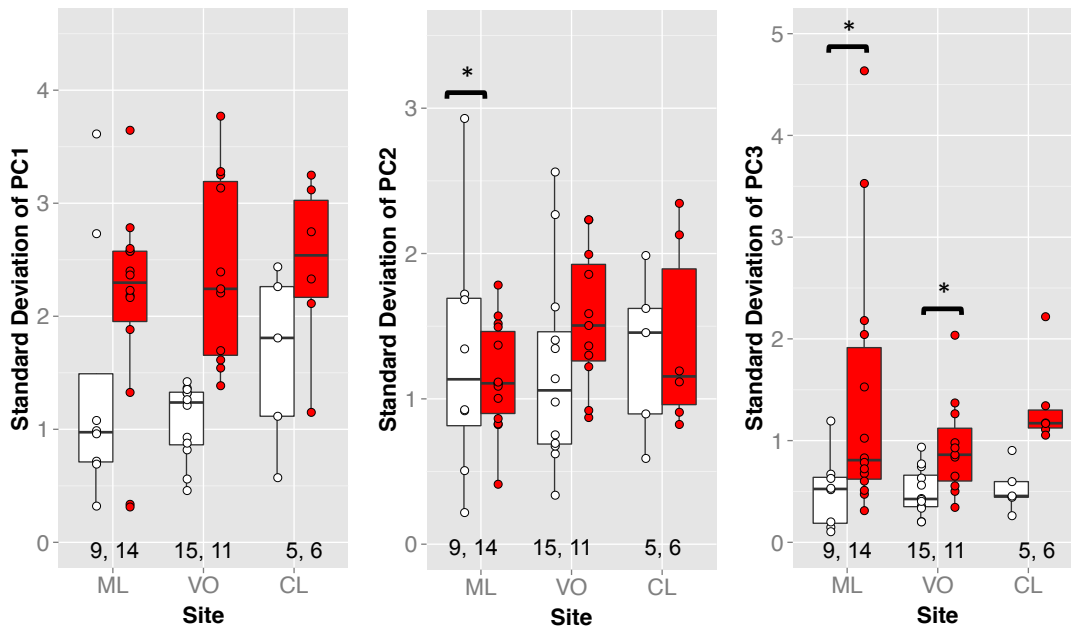 Standard Deviation of PC1
4
3
2
1
0
9, 14
15, 11
5, 6
ML
VO
CL
Site
Standard Deviation of PC2
*
3
2
1
0
9, 14
15, 11
5, 6
ML
VO
CL
Site
Standard Deviation of PC3
*
*
5
4
3
2
1
0
9, 14
15, 11
5, 6
ML
VO
CL
Site